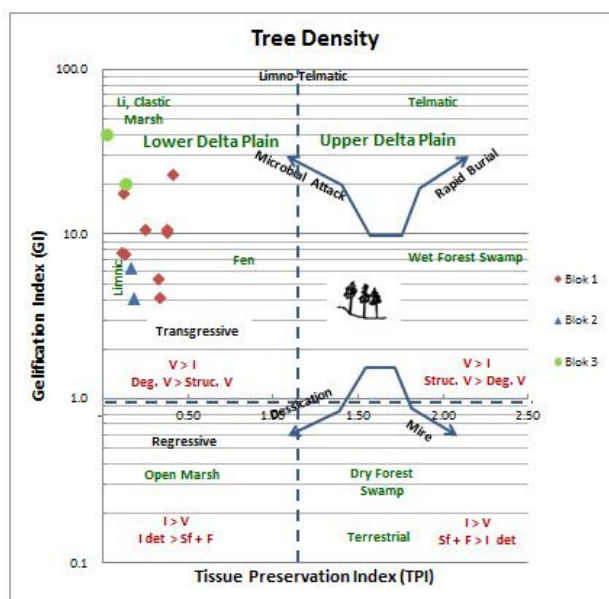 Tree Density
100.0
Limno-Telmatic
Li, Clastic
Marsh
Telmatic
Lower Delta Plain
Upper Delta Plain
Microbial Attack
Rapid Burial
10.0
Limnic
Fen
Wet Forest Swamp
Transgressive
V > I
Deg. V > Struc. V
V > I
Struc. V > Deg. V
1.0
-
0.50
1.00
1.50
2.00
2.50
Dessication
Mire
Regressive
Open Marsh
Dry Forest
Swamp
I > V
I det > Sf + F
Terrestrial
I > V
Sf + F > I det
0.1
Gelification Index (GI)
Tissue Preservation Index (TPI)
Blok 1
Blok 2
Blok 3